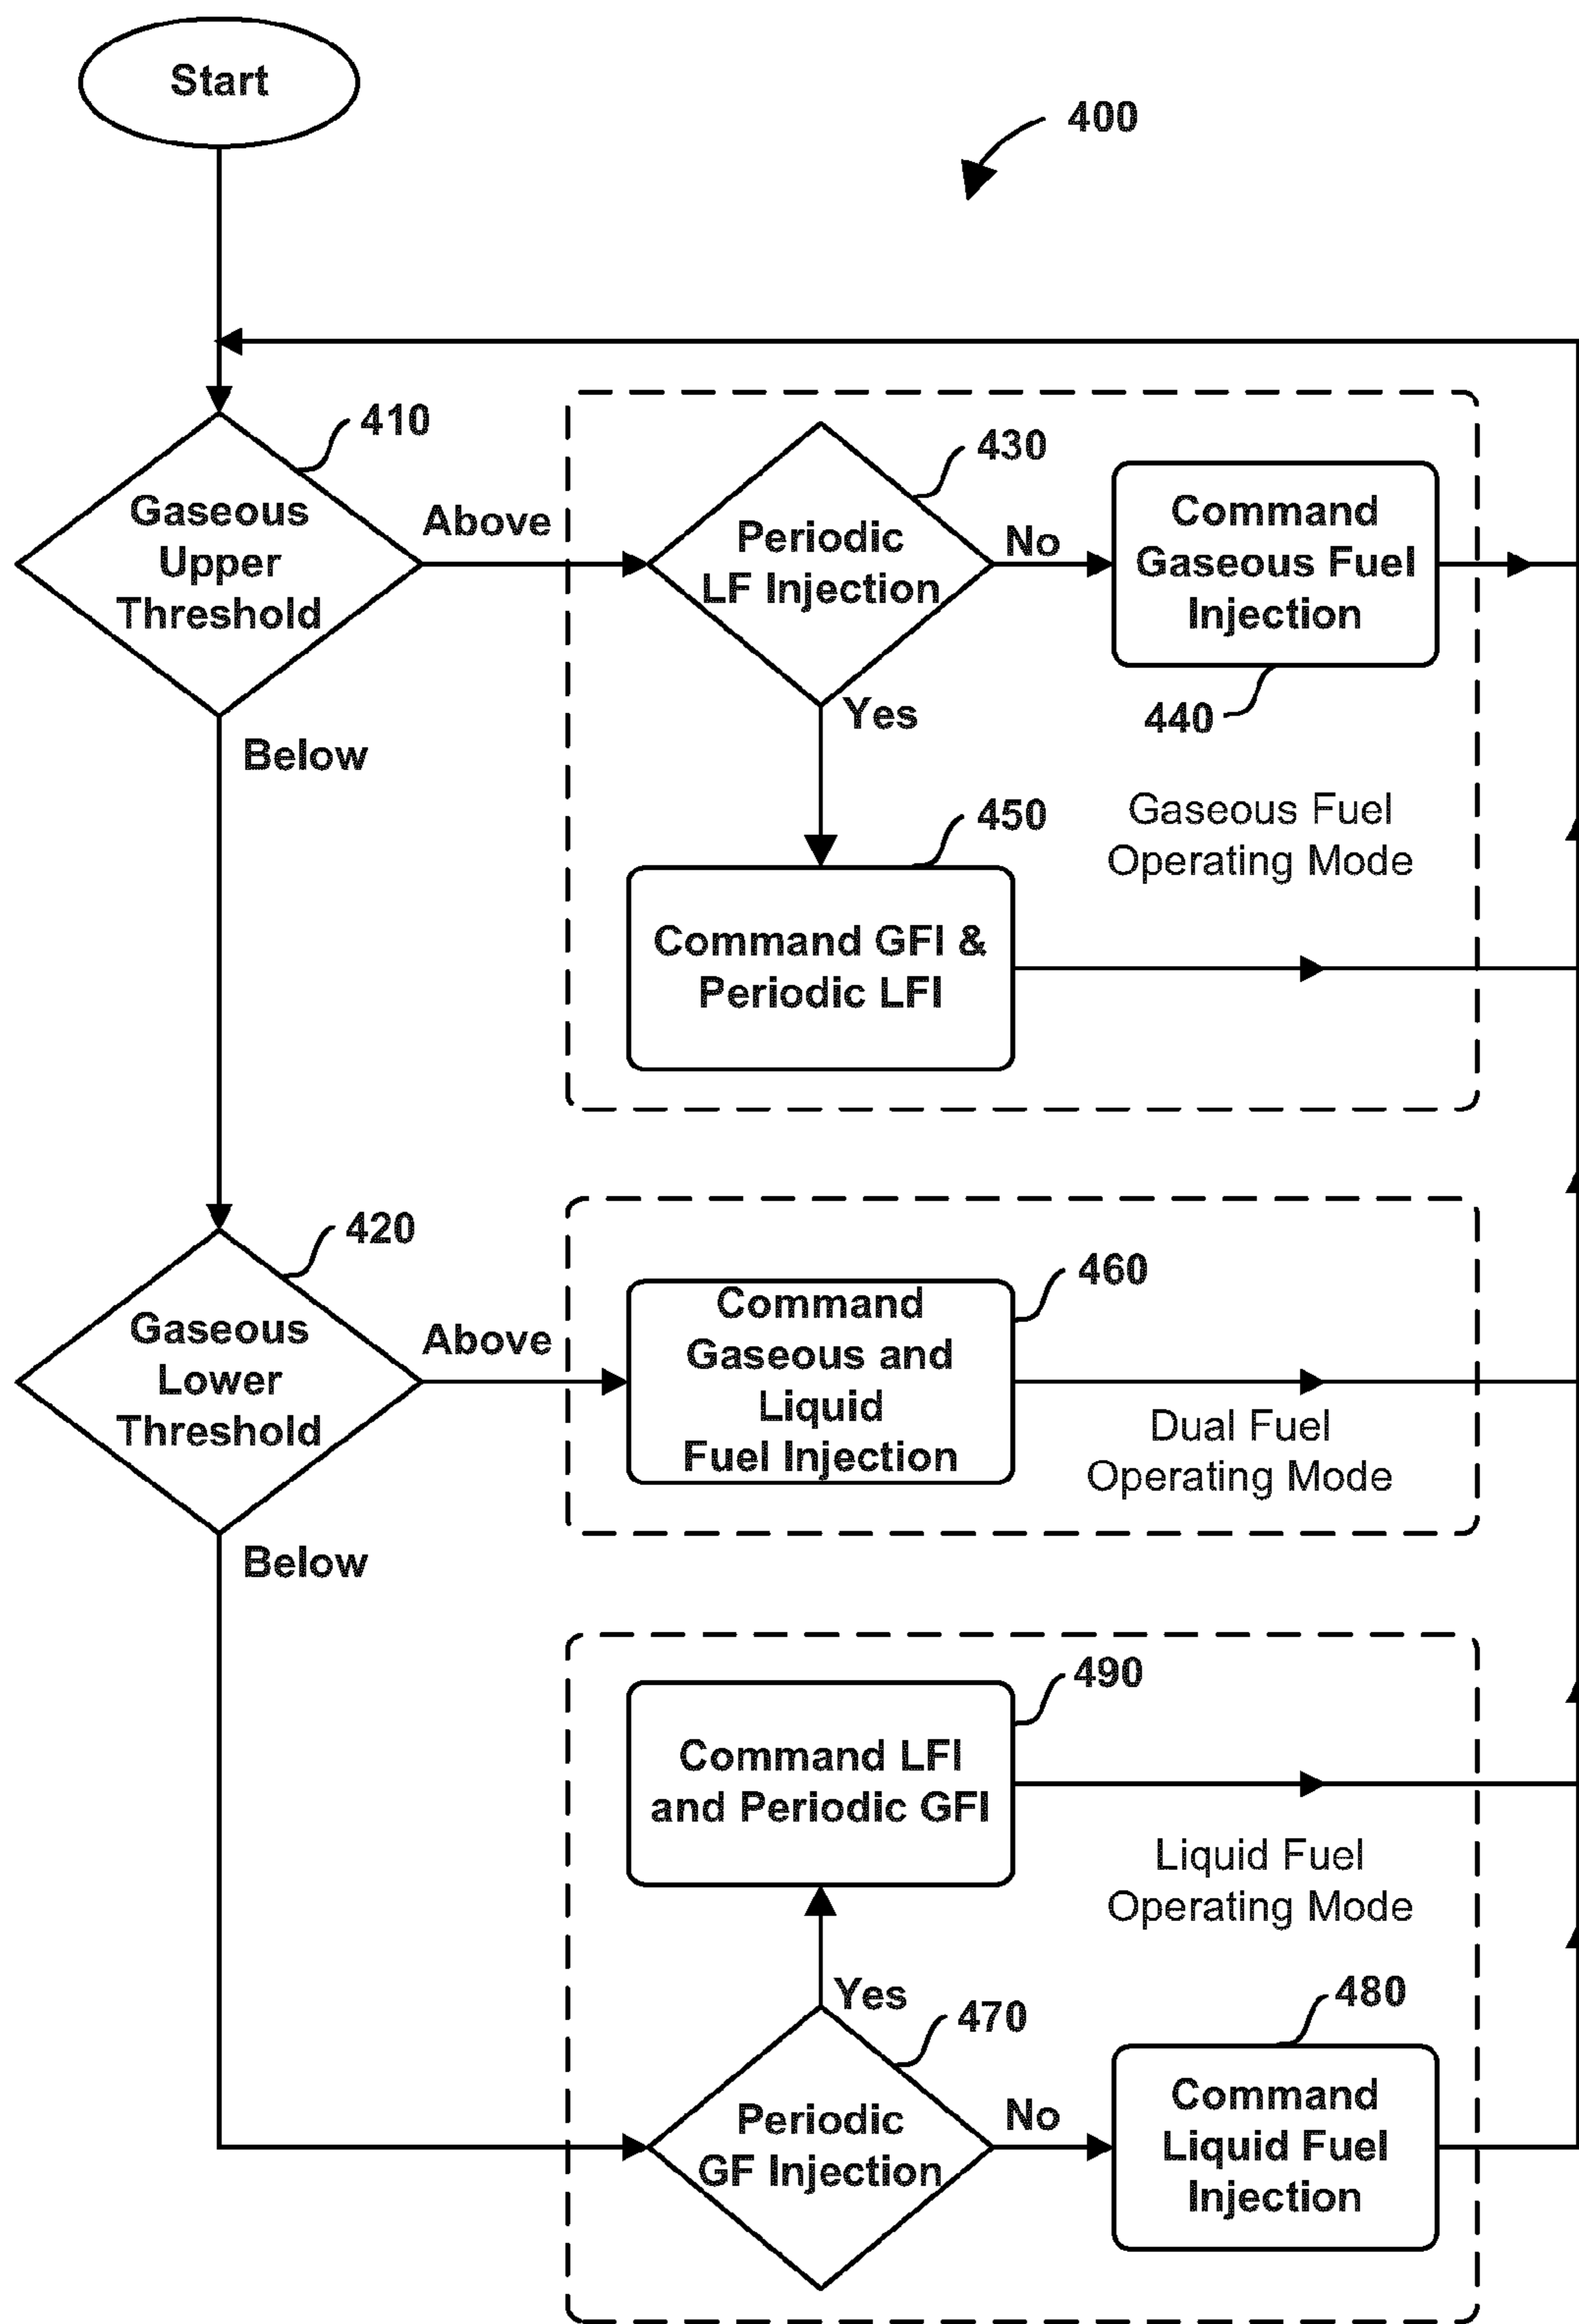 Start
400
410
Gaseous
Upper
Threshold
Above
Below
430
Periodic
LF Injection
No
Yes
Command
Gaseous Fuel
Injection
440
450
Command GFI &
Periodic LFI
Gaseous Fuel
Operating Mode
420
Gaseous
Lower
Threshold
Above
Below
460
Command
Gaseous and
Liquid
Fuel Injection
Dual Fuel
Operating Mode
490
Command LFI
and Periodic GFI
Liquid Fuel
Operating Mode
Yes
470
Periodic
GF Injection
No
480
Command
Liquid Fuel
Injection